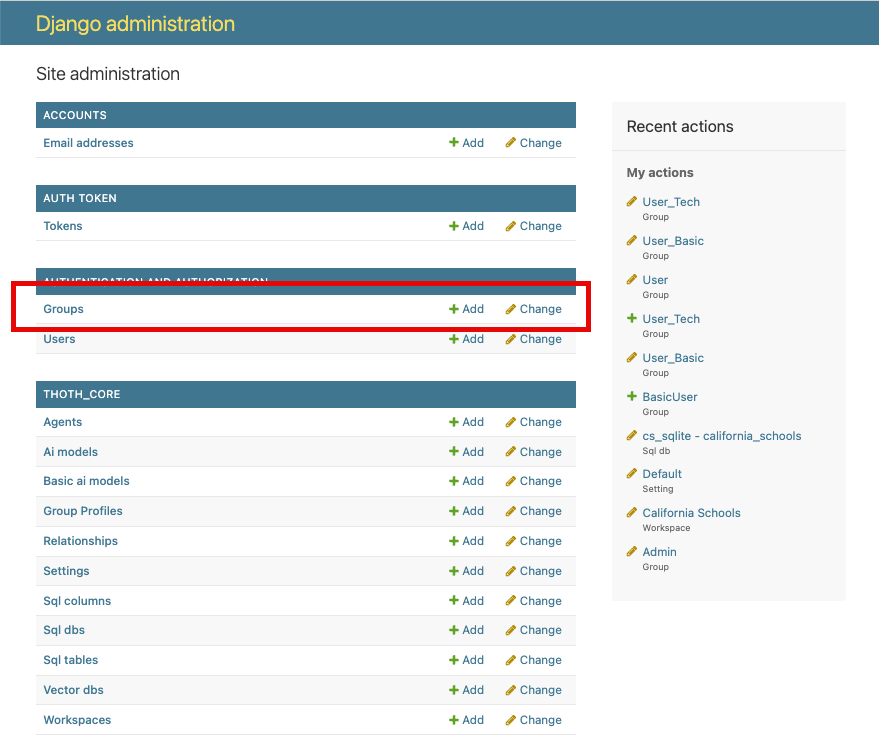 Django administration
Site administration
ACCOUNTS
Email addresses Add Change
AUTH TOKEN
Tokens Add Change
AUTHENTICATION AND AUTHORIZATION
Groups Add Change
Users Add Change
THOTH_CORE
Agents Add Change
Ai models Add Change
Basic ai models Add Change
Group Profiles Add Change
Relationships Add Change
Settings Add Change
Sql columns Add Change
Sql dbs Add Change
Sql tables Add Change
Vector dbs Add Change
Workspaces Add Change
Recent actions
My actions
User_Tech
Group
User_Basic
Group
User
Group
User_Tech
Group
User_Basic
Group
BasicUser
Group
cs_sqlite - california_schools
Sql db
Default
Setting
California Schools
Workspace
Admin
Group